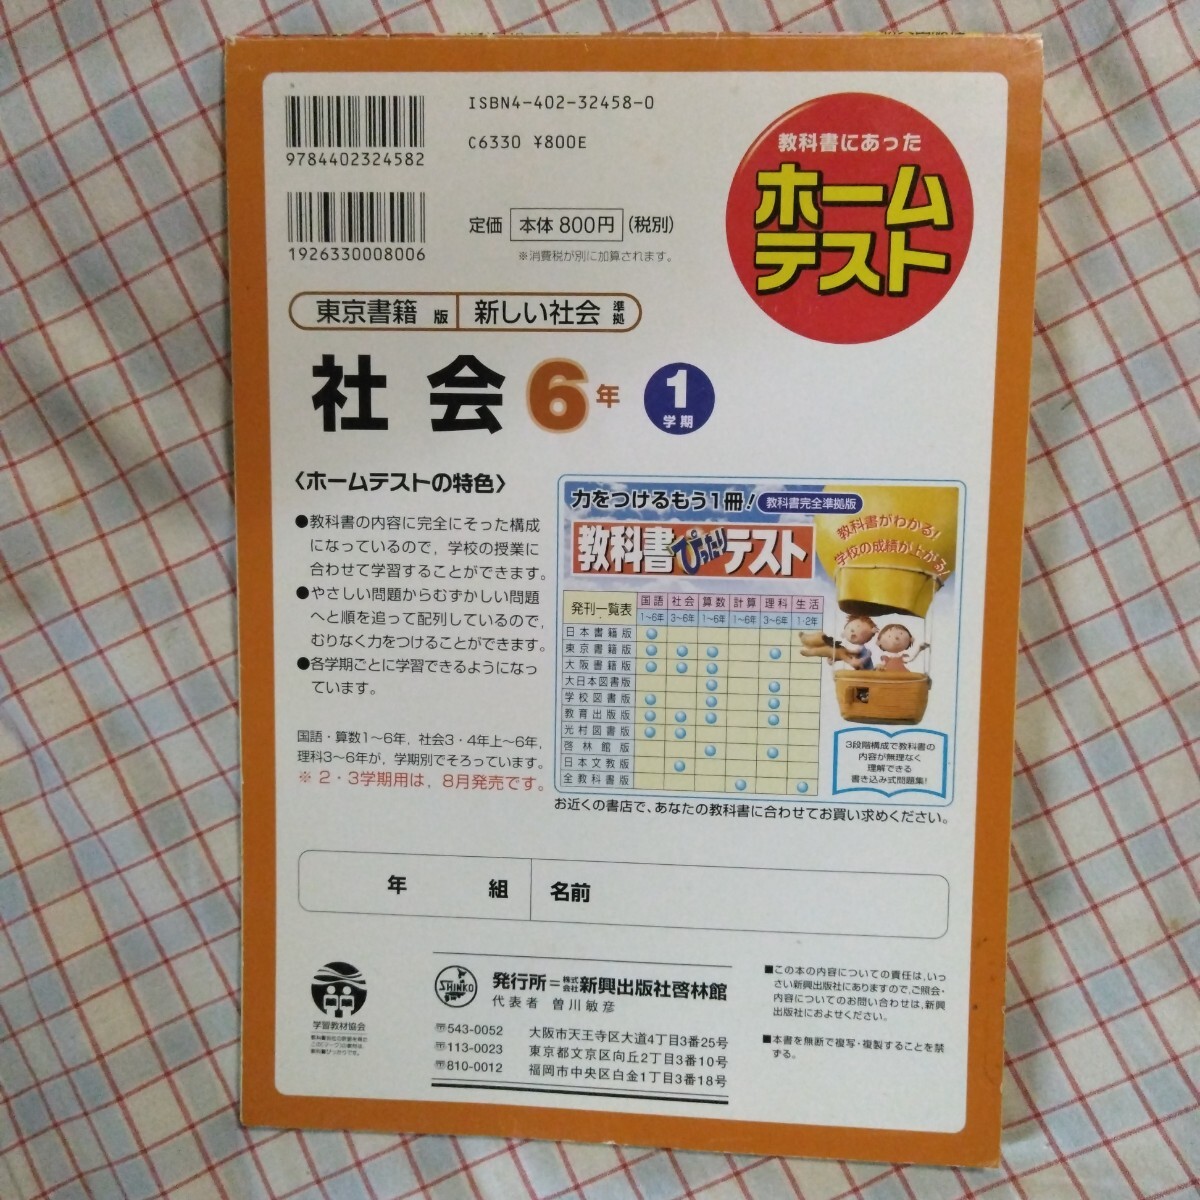 ISBN4-402-32458-0
9784402324582
C6330 ¥800E
1926330008006
定価 本体 800円 (税別)
※消費税が別に加算されます。
教科書にあった
ホーム
テスト
東京書籍 版 新しい社会 準拠
社会 6年 1学期
〈ホームテストの特色〉
●教科書の内容に完全にそった構成
になっているので，学校の授業に
合わせて学習することができます。
●やさしい問題からむずかしい問題
へと順を追って配列しているので，
むりなく力をつけることができます。
●各学期ごとに学習できるようになっ
ています。
国語・算数1〜6年，社会3・4年上〜6年，
理科3〜6年が，学期別でそろっています。
※ 2・3学期用は，8月発売です。
力をつけるもう1冊! 教科書完全準拠版
教科書ぴったりテスト
教科書がわかる!
学校の成績が上がる!
発刊一覧表 国語 社会 算数 計算 理科 生活
1〜6年 3〜6年 1〜6年 1〜6年 3〜6年 1・2年
日本書籍版
東京書籍版
大阪書籍版
大日本図書版
学校図書版
教育出版版
光村図書版
啓林館版
日本文教版
全教科書版
3段階構成で教科書の
内容が無理なく
理解できる
書き込み式問題集!
お近くの書店で、あなたの教科書に合わせてお買い求めください。
年 組 名前
学習教材協会
SHINKO
発行所=株式会社新興出版社啓林館
代表者 曽川敏彦
〒543-0052 大阪市天王寺区大道4丁目3番25号
〒113-0023 東京都文京区向丘2丁目3番10号
〒810-0012 福岡市中央区白金1丁目3番18号
■この本の内容についての責任は，いっ
さい新興出版社にありますので，ご照会・
内容についてのお問い合わせは，新興
出版社におよせください。
■本書を無断で複写・複製することを禁
ずる。